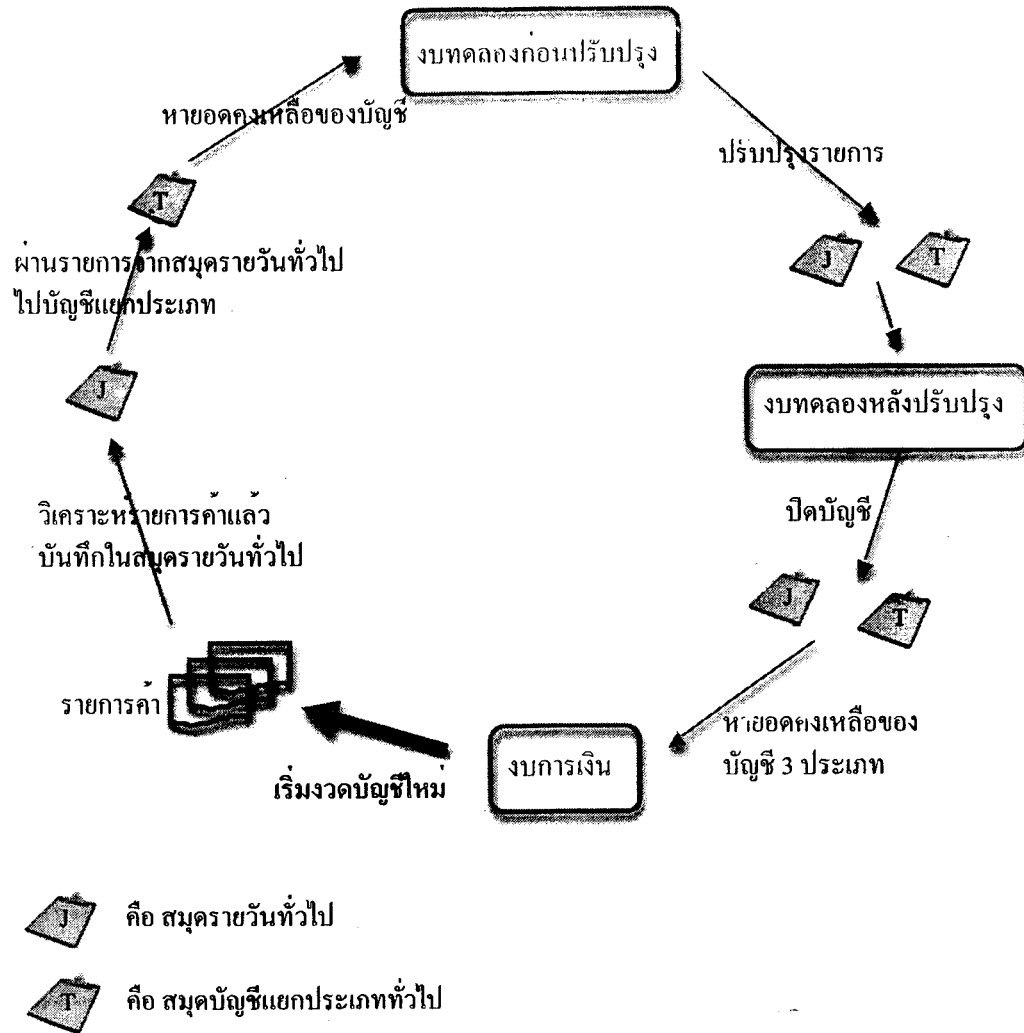 งบทดลองก่อนปรับปรุง
หายอดคงเหลือของบัญชี
ปรับปรุงรายการ
T
J
T
ผ่านรายการจากสมุดรายวันทั่วไป
ไปบัญชีแยกประเภท
J
งบทดลองหลังปรับปรุง
วิเคราะห์รายการค้าแล้ว
บันทึกในสมุดรายวันทั่วไป
ปิดบัญชี
J
T
รายการค้า
หายอดคงเหลือของ
บัญชี 3 ประเภท
งบการเงิน
เริ่มงวดบัญชีใหม่
J คือ สมุดรายวันทั่วไป
T คือ สมุดบัญชีแยกประเภททั่วไป